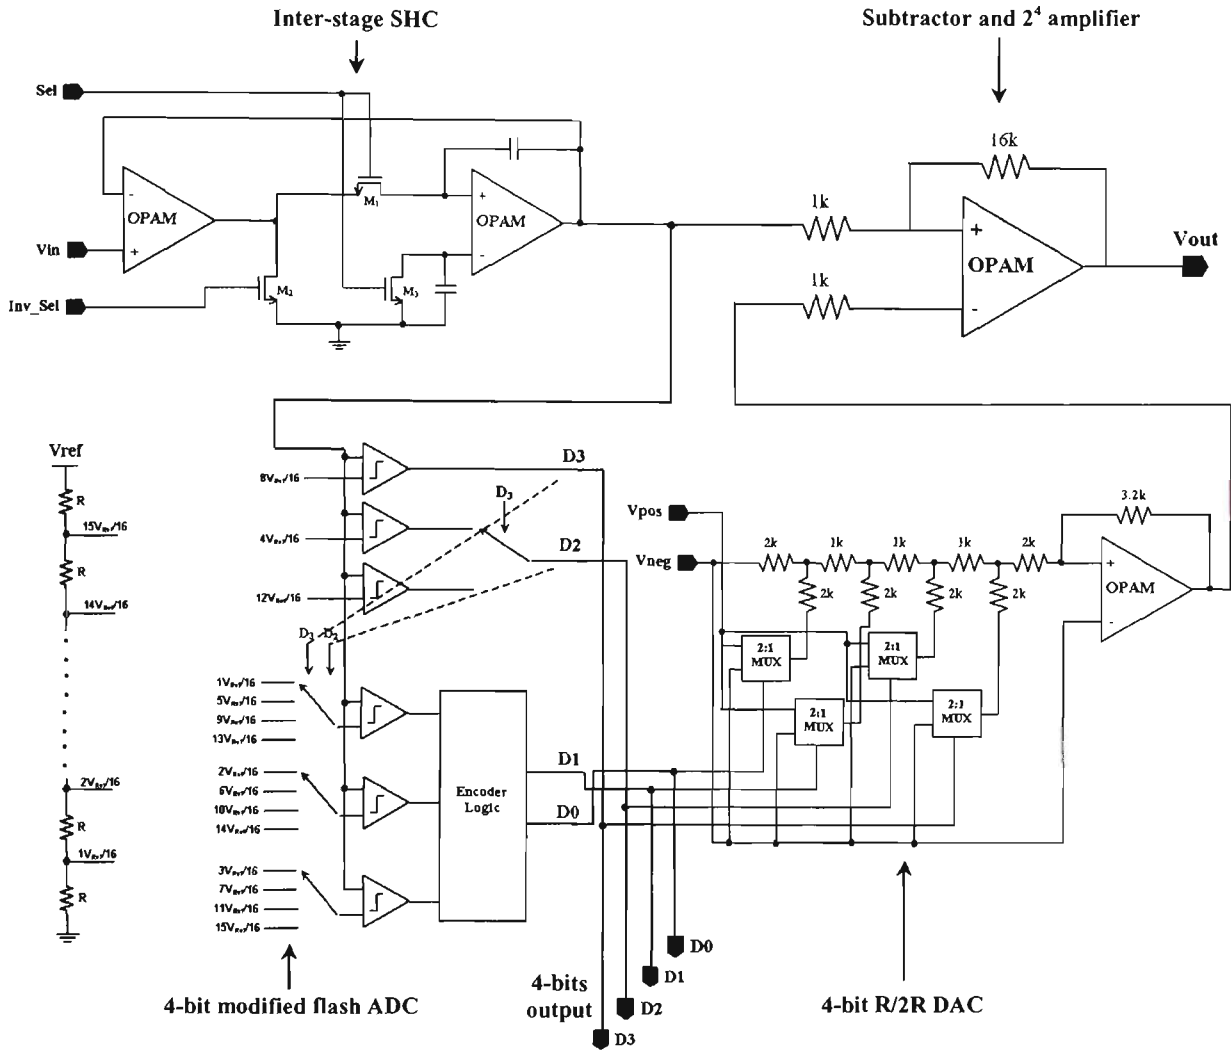 Inter-stage SHC
Subtractor and 2⁴ amplifier
Sel
OPAM
-
+
Vin
Inv_Sel
M₁
M₂
M₃
+
OPAM
-
1k
1k
16k
+
OPAM
-
Vout
Vref
R
15V_Ref/16
R
14V_Ref/16
2V_Ref/16
R
1V_Ref/16
R
8V_Ref/16
4V_Ref/16
12V_Ref/16
D3
D₃
D2
D₃ D₂
1V_Ref/16
5V_Ref/16
9V_Ref/16
13V_Ref/16
2V_Ref/16
6V_Ref/16
10V_Ref/16
14V_Ref/16
3V_Ref/16
7V_Ref/16
11V_Ref/16
15V_Ref/16
Encoder
Logic
D1
D0
Vpos
Vneg
2k
1k
1k
1k
2k
2k
2k
2k
2k
3.2k
+
OPAM
-
2:1
MUX
2:1
MUX
2:1
MUX
2:1
MUX
D0
D1
D2
D3
4-bit modified flash ADC
4-bits
output
4-bit R/2R DAC